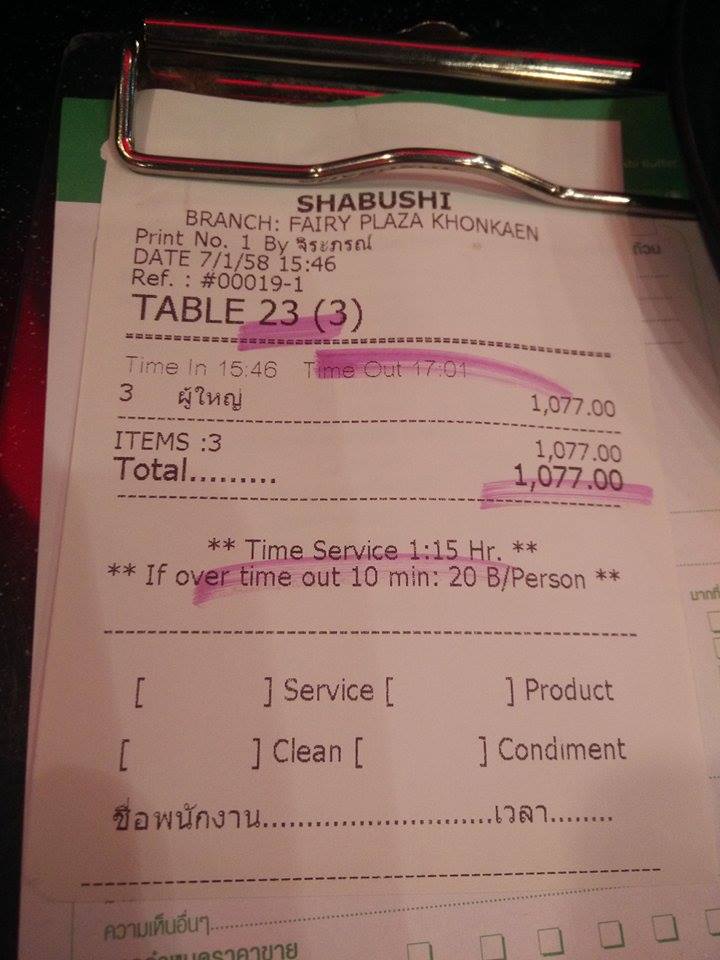 SHABUSHI
BRANCH: FAIRY PLAZA KHONKAEN
Print No. 1 By จิระภรณ์
DATE 7/1/58 15:46
Ref. : #00019-1
TABLE 23 (3)
Time In 15:46 Time Out 17:01
3 ผู้ใหญ่ 1,077.00
ITEMS :3 1,077.00
Total......... 1,077.00
** Time Service 1:15 Hr. **
** If over time out 10 min: 20 B/Person **
[ ] Service [ ] Product
[ ] Clean [ ] Condiment
ชื่อพนักงาน.............................เวลา........
ความเห็นอื่นๆ